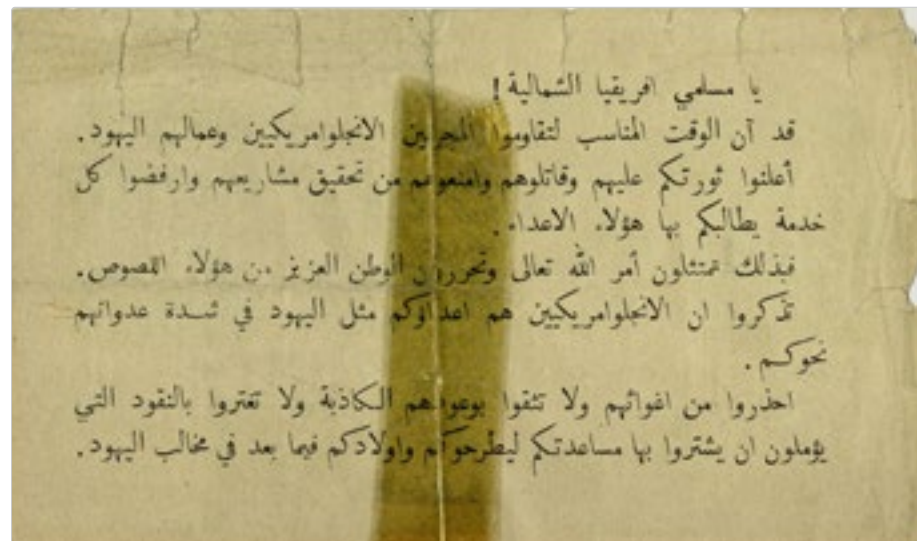 يا مسلمي افريقيا الشمالية !
قد آن الوقت المناسب لتقاوموا المجرمين الانجلوامريكيين وعمالهم اليهود .
أعلنوا ثورتكم عليهم وقاتلوهم وامنعوهم من تحقيق مشاريعهم وارفضوا كل
خدمة يطالبكم بها هؤلاء الاعداء .
فبذلك تمتثلون أمر الله تعالى وتحررون الوطن العزيز من هؤلاء اللصوص .
تذكروا ان الانجلوامريكيين هم اعداؤكم مثل اليهود في شدة عدوانهم
نحوكم .
احذروا من اغوائهم ولا تثقوا بوعودهم الكاذبة ولا تغتروا بالنقود التي
يؤملون ان يشتروا بها مساعدتكم ليطرحوكم واولادكم فيما بعد في مخالب اليهود .